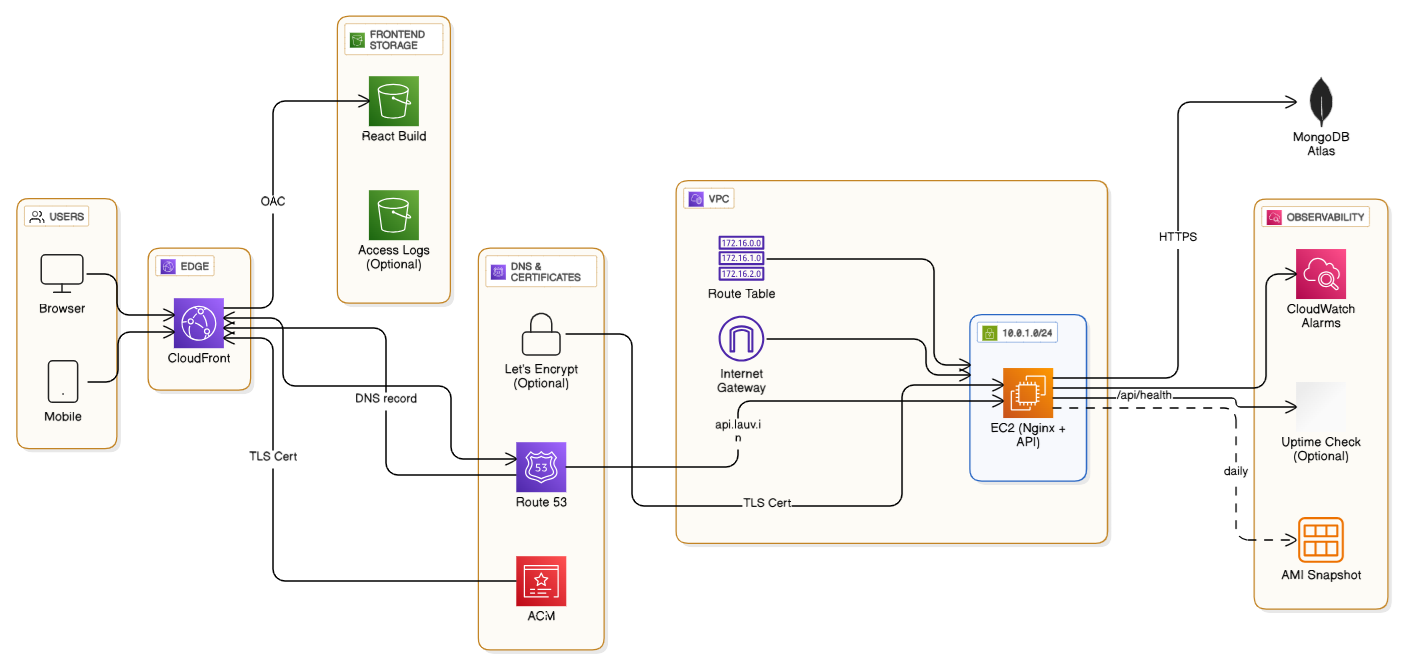 FRONTEND
STORAGE
React Build
Access Logs
(Optional)
OAC
USERS
Browser
Mobile
EDGE
CloudFront
DNS record
TLS Cert
DNS &
CERTIFICATES
Let's Encrypt
(Optional)
53
Route 53
ACM
VPC
172.16.0.0
172.16.1.0
172.16.2.0
Route Table
Internet
Gateway
api.lauv.i
n
TLS Cert
10.0.1.0/24
EC2 (Nginx +
API)
HTTPS
/api/health
daily
MongoDB
Atlas
OBSERVABILITY
CloudWatch
Alarms
Uptime Check
(Optional)
AMI Snapshot